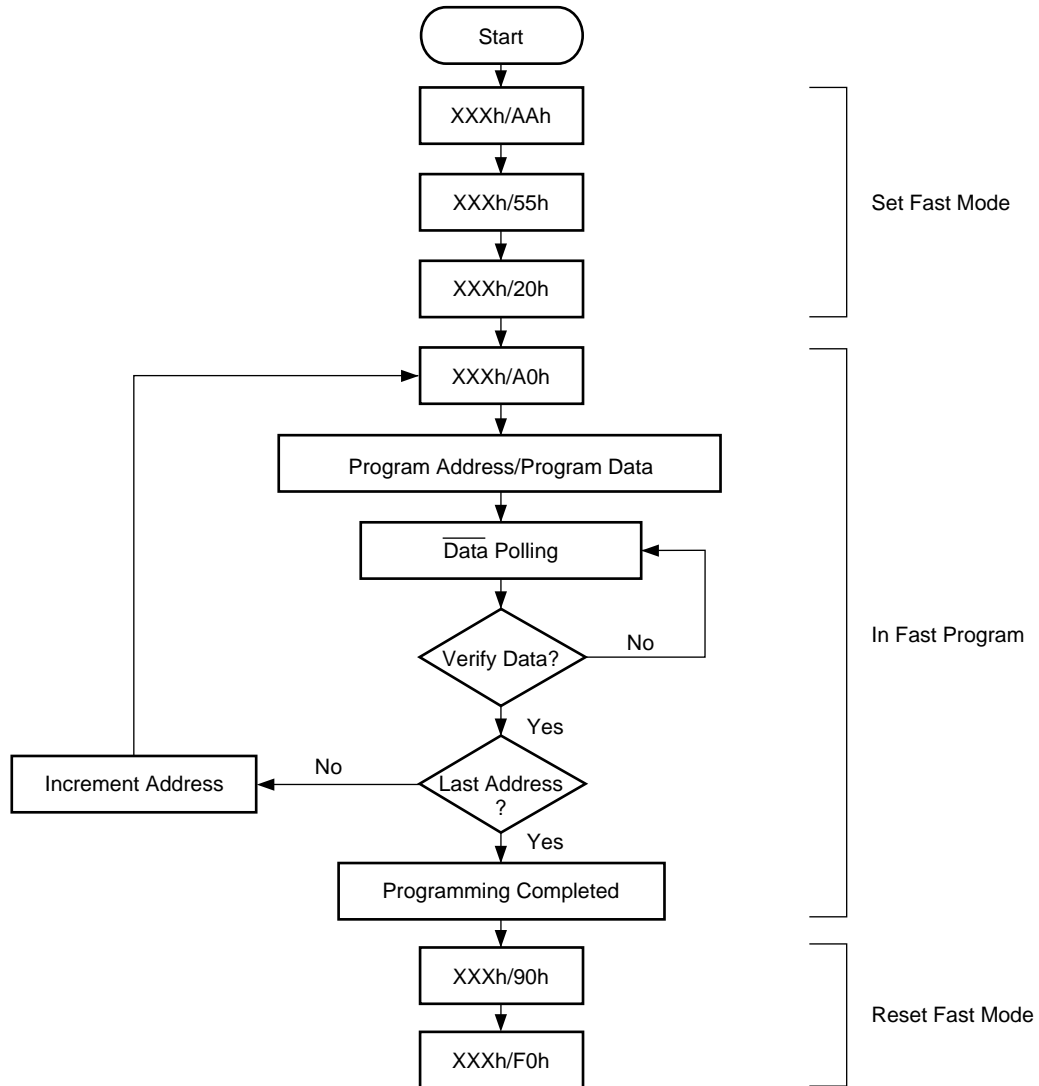 Start
XXXh/AAh
XXXh/55h
Set Fast Mode
XXXh/20h
XXXh/A0h
Program Address/Program Data
Data Polling
In Fast Program
Verify Data?
No
Yes
Increment Address
No
Last Address
?
Yes
Programming Completed
XXXh/90h
Reset Fast Mode
XXXh/F0h